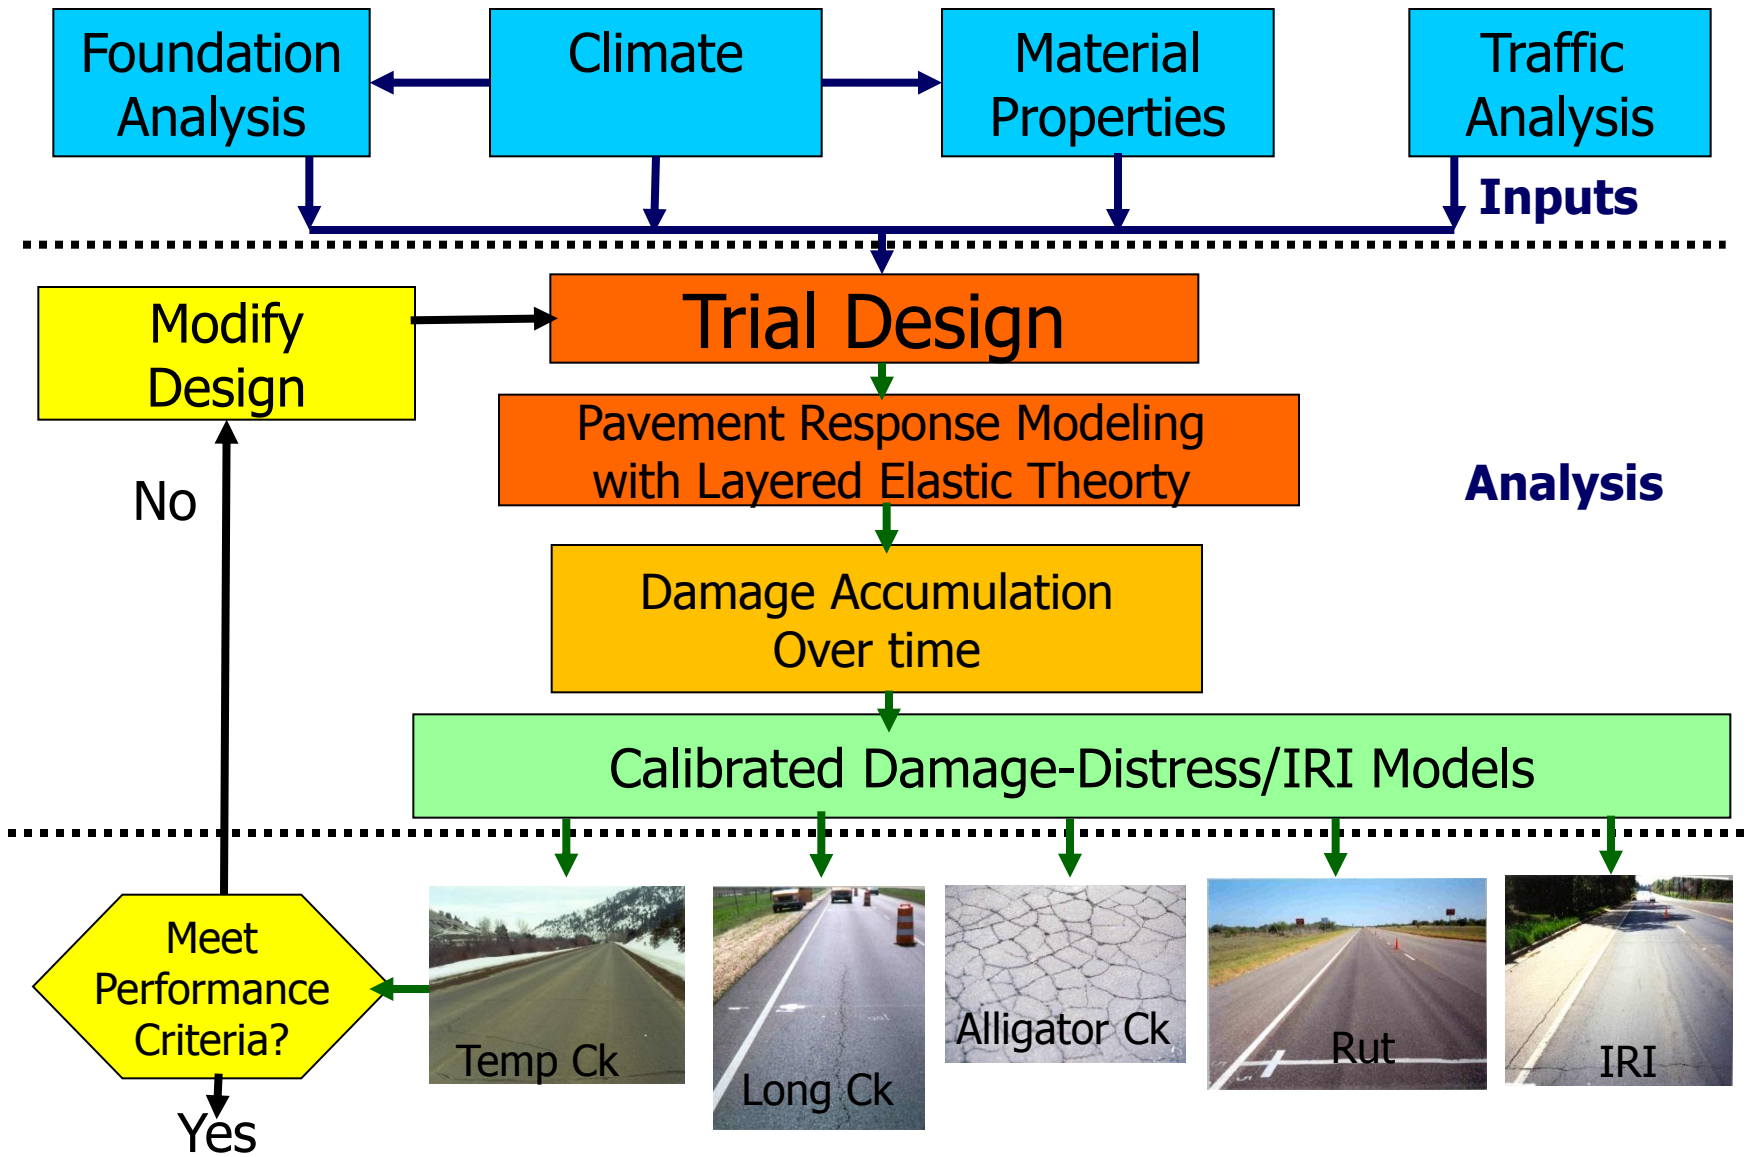 Foundation
Analysis
Climate
Material
Properties
Traffic
Analysis
Inputs
Modify
Design
Trial Design
Pavement Response Modeling
with Layered Elastic Theorty
Analysis
No
Damage Accumulation
Over time
Calibrated Damage-Distress/IRI Models
Meet
Performance
Criteria?
Temp Ck
Long Ck
Alligator Ck
Rut
IRI
Yes